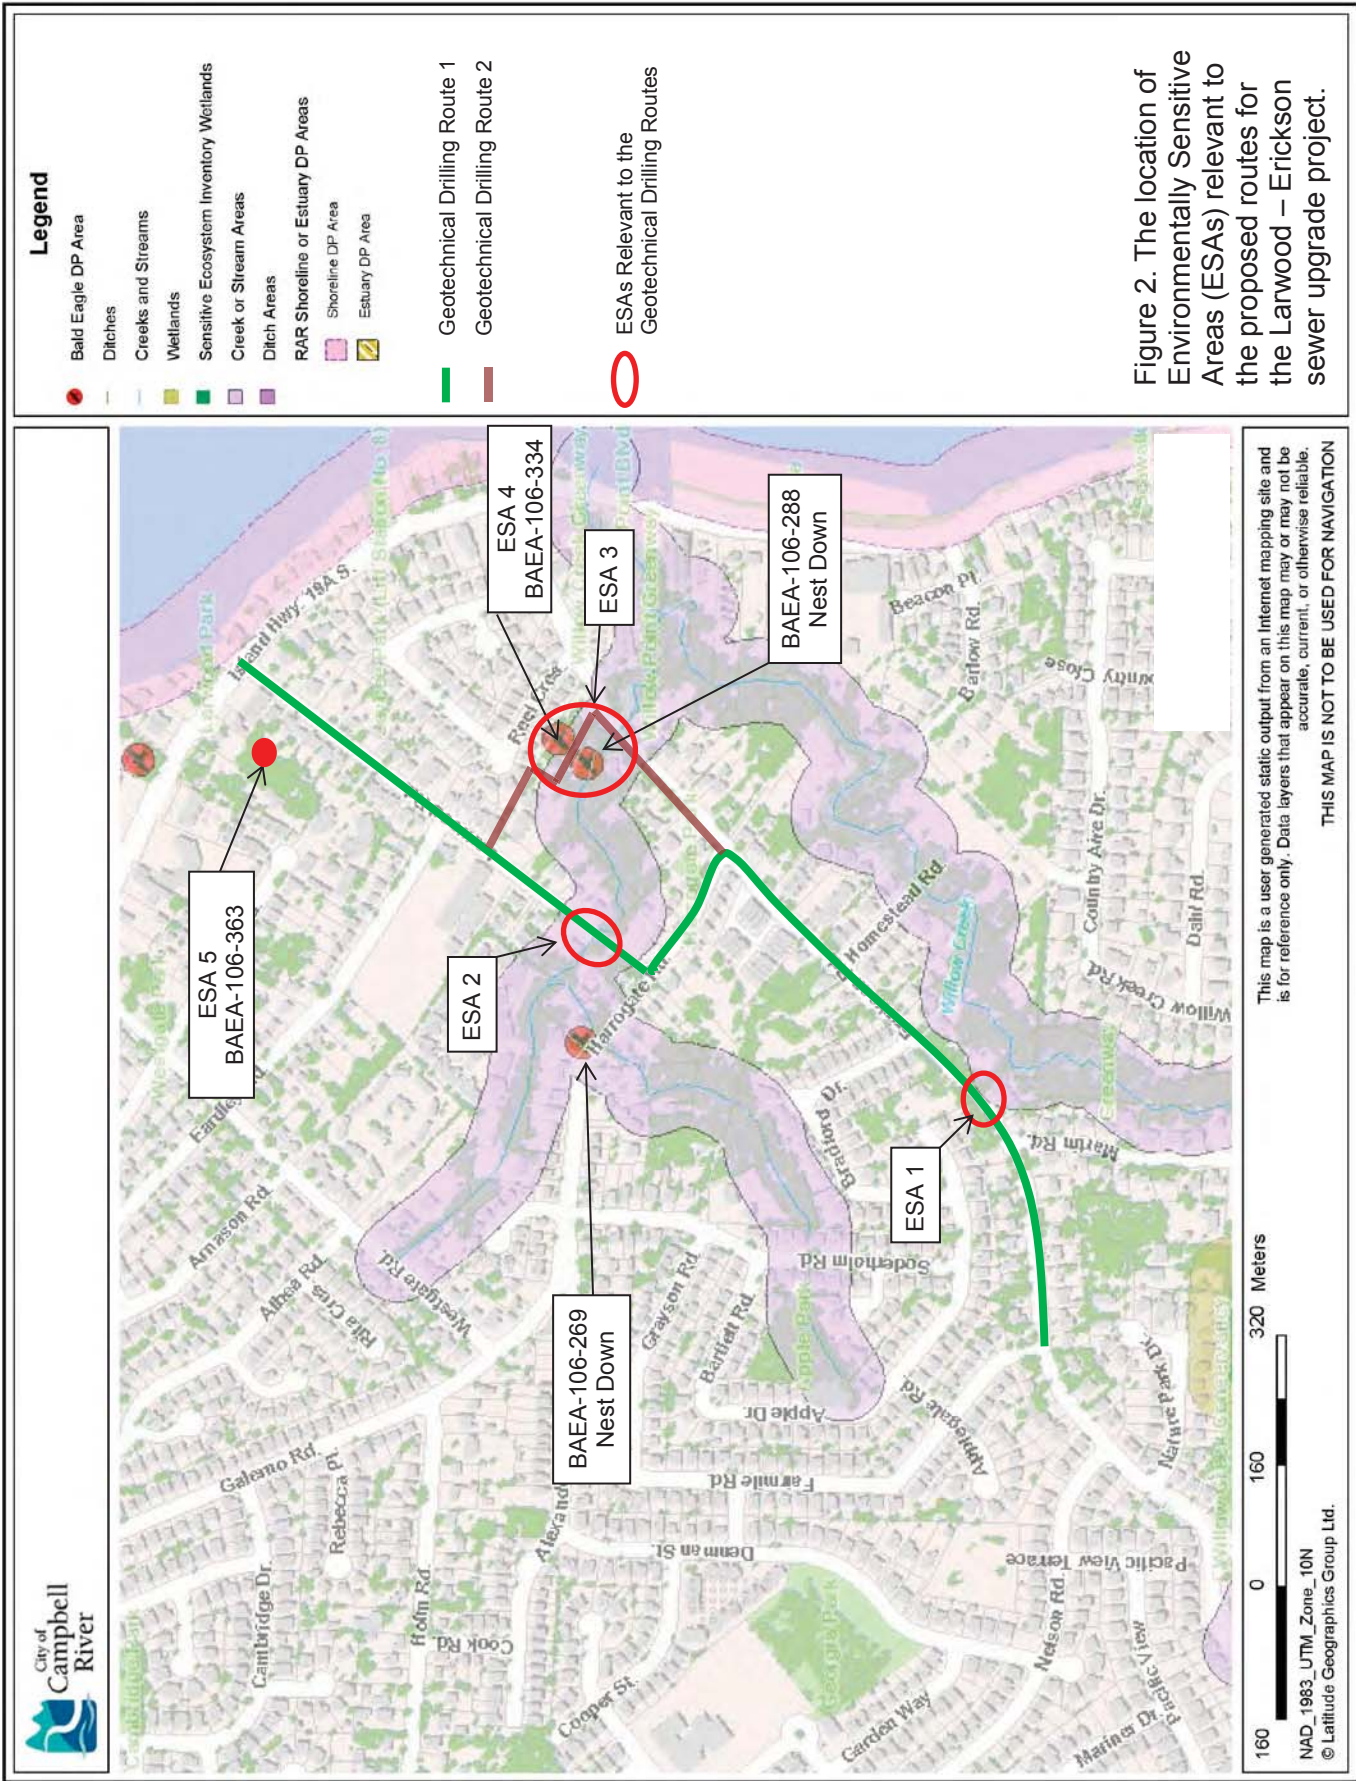 City of
Campbell
River
Legend
Bald Eagle DP Area
Ditches
Creeks and Streams
Wetlands
Sensitive Ecosystem Inventory Wetlands
Creek or Stream Areas
Ditch Areas
RAR Shoreline or Estuary DP Areas
Shoreline DP Area
Estuary DP Area
Geotechnical Drilling Route 1
Geotechnical Drilling Route 2
ESAs Relevant to the
Geotechnical Drilling Routes
Figure 2. The location of
Environmentally Sensitive
Areas (ESAs) relevant to
the proposed routes for
the Larwood – Erickson
sewer upgrade project.
ESA 5
BAEA-106-363
ESA 4
BAEA-106-334
ESA 3
BAEA-106-288
Nest Down
ESA 2
BAEA-106-269
Nest Down
ESA 1
Island Hwy 19A S.
Arnason Rd.
Althea Rd.
Rita Cres
Westgate Rd.
Galerno Rd.
Rebecca Pl.
Cambridge Dr.
Cook Rd.
Cooper St.
Denman St.
Farmile Rd.
Apple Dr.
Bartlett Rd.
Grayson Rd.
Harrogate Rd.
Soderholm Rd.
Bradford Dr.
Applegate Rd.
Apple Park
Homestead Rd.
Martin Rd.
Willow Creek
Willow Creek Rd.
Country Aire Dr.
Dahl Rd.
Barlow Rd.
Beacon Pl.
Country Close
Nature Park Dr.
Pacific View Terrace
Nelson Rd.
Pacific View
Mariner Dr.
Garden Way
Georgia Park
160 0 160 320 Meters
NAD_1983_UTM_Zone_10N
© Latitude Geographics Group Ltd.
This map is a user generated static output from an Internet mapping site and
is for reference only. Data layers that appear on this map may or may not be
accurate, current, or otherwise reliable.
THIS MAP IS NOT TO BE USED FOR NAVIGATION